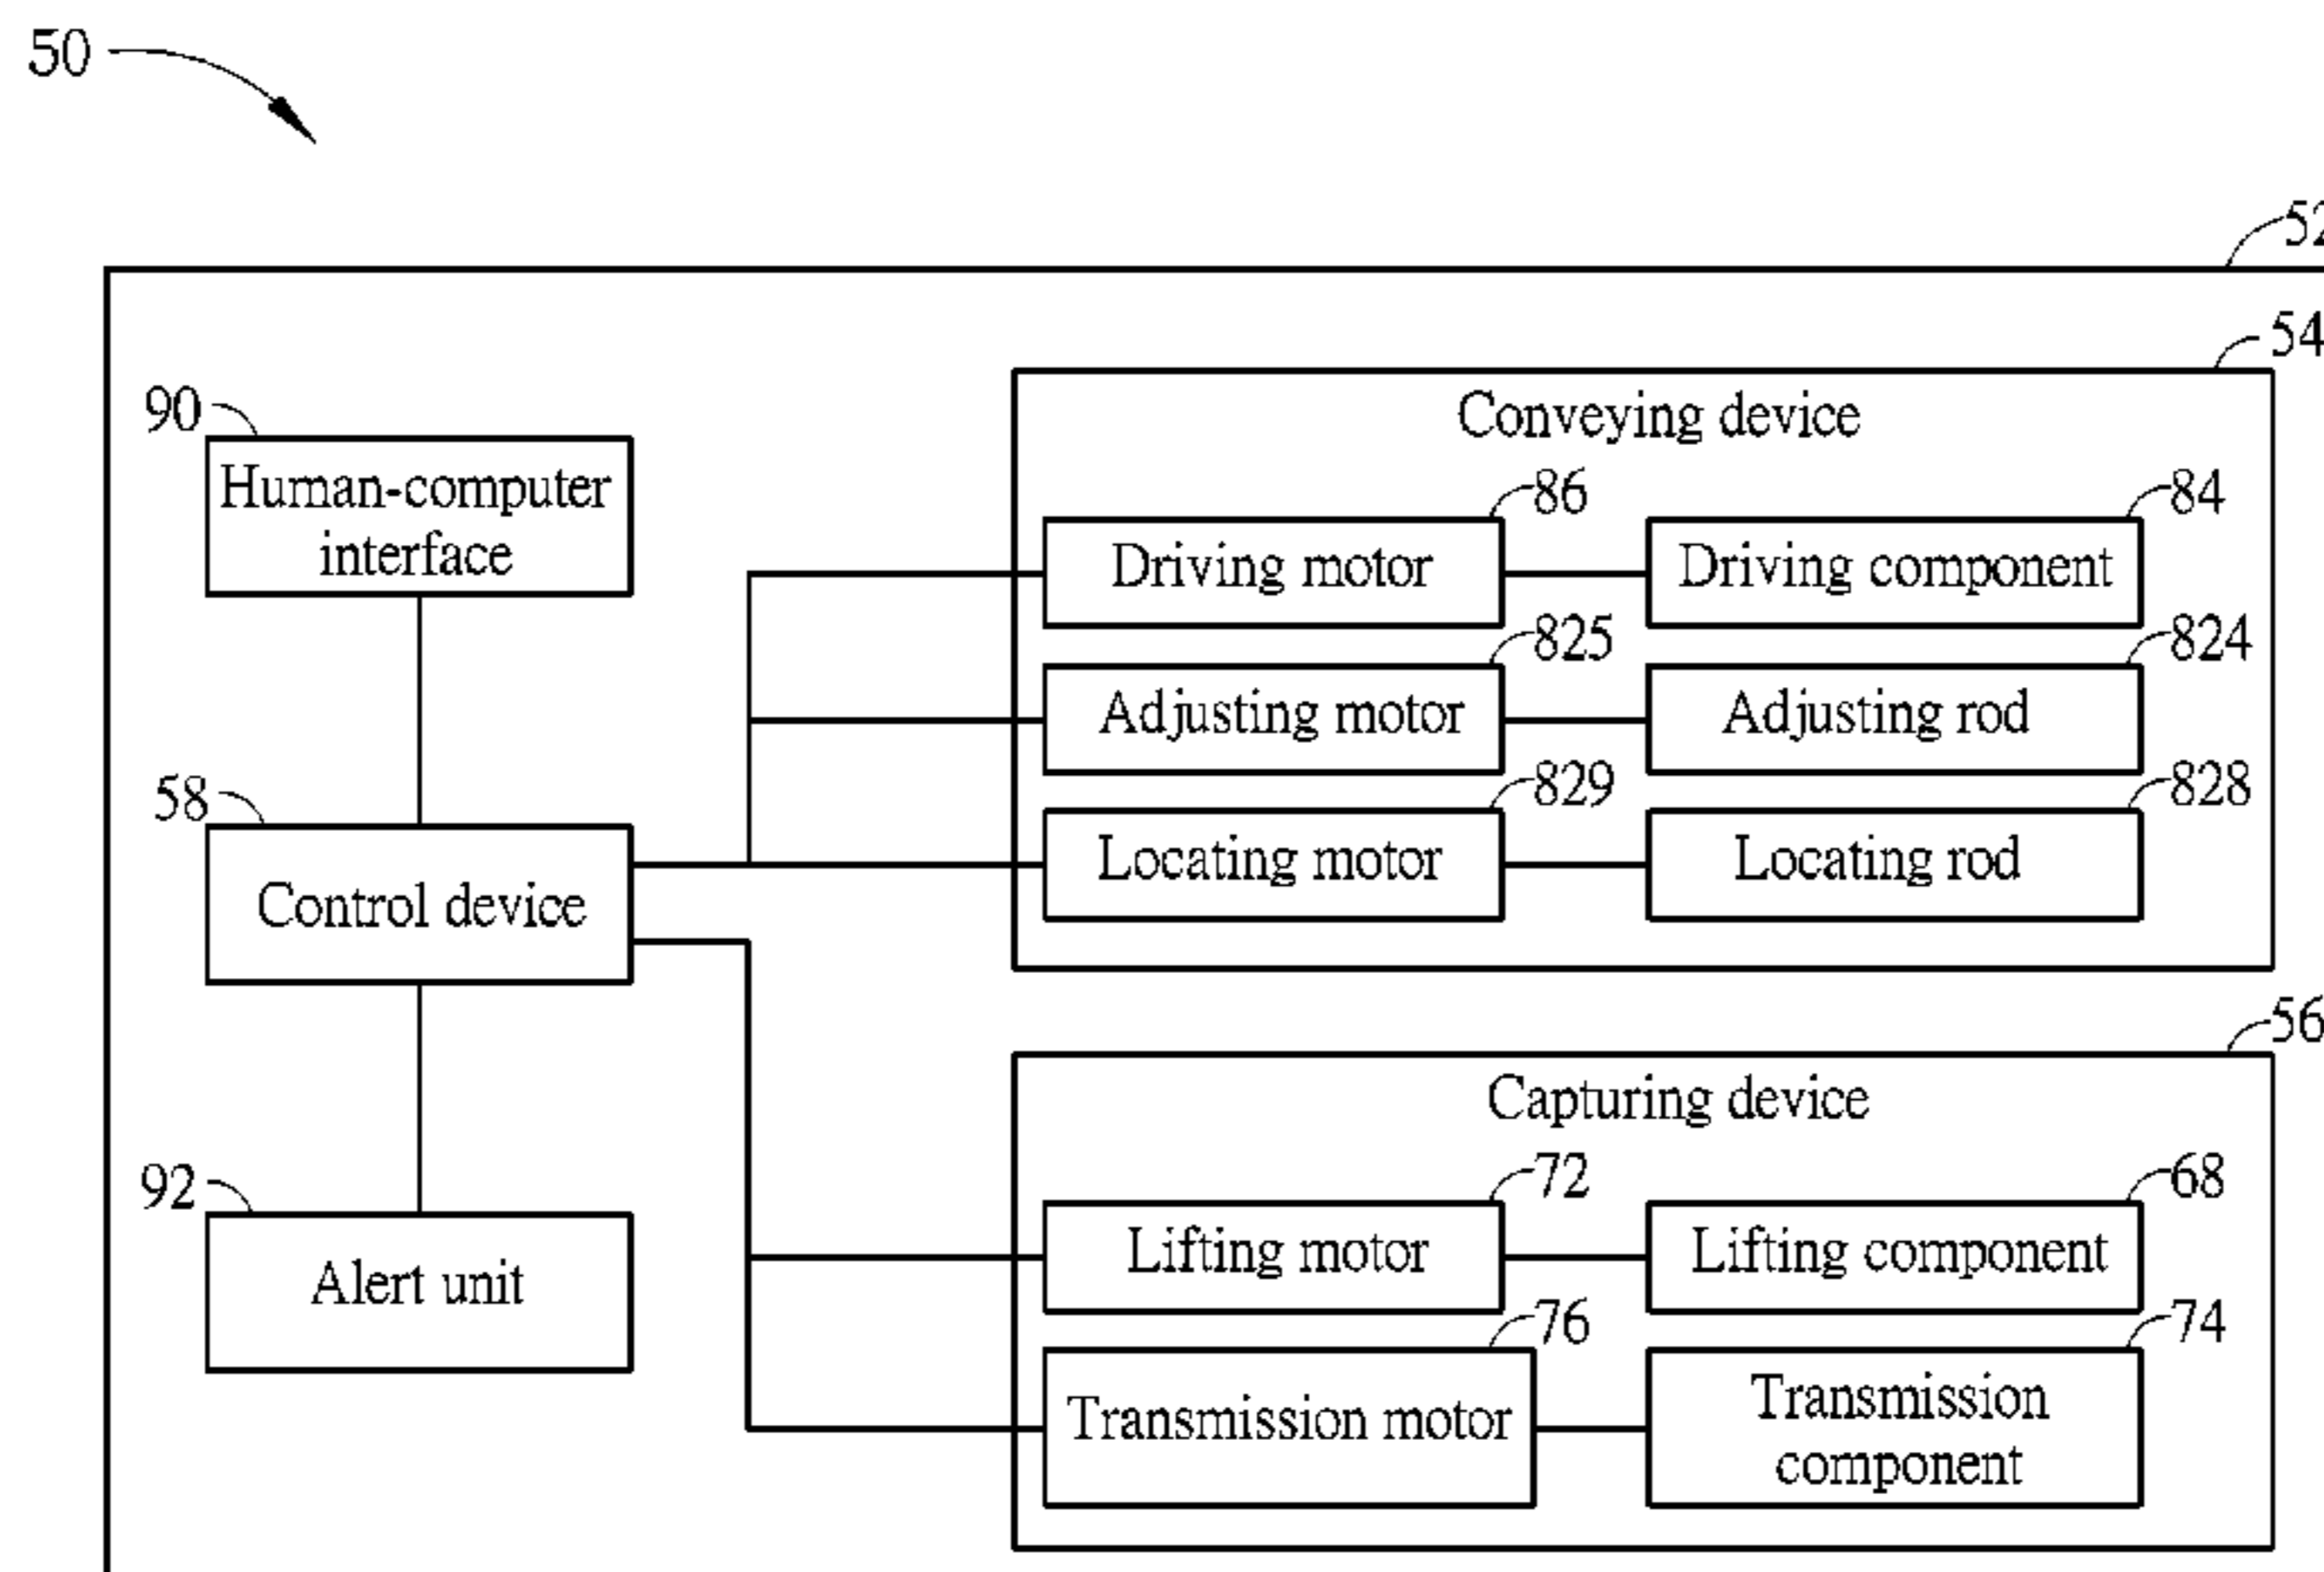 50
52
54
Conveying device
90
Human-computer
interface
86
84
Driving motor
Driving component
825
824
Adjusting motor
Adjusting rod
58
829
828
Locating motor
Locating rod
Control device
56
Capturing device
92
72
68
Lifting motor
Lifting component
Alert unit
76
74
Transmission motor
Transmission
component